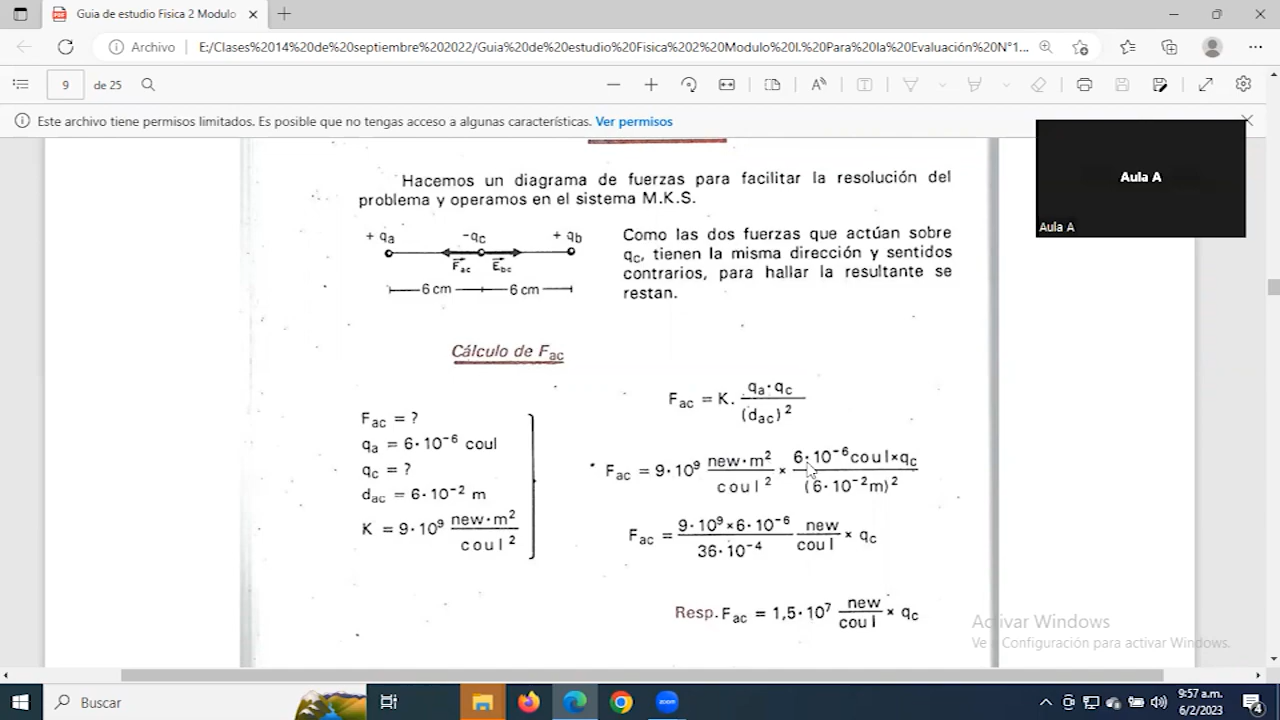 Guia de estudio Fisica 2 Modulo
Archivo
E:/Clases%2014%20de%20septiembre%202022/Guia%20de%20estudio%20Fisica%202%20Modulo%20I.%20Para%20la%20Evaluación%20N°1...
9 de 25
Este archivo tiene permisos limitados. Es posible que no tengas acceso a algunas características. Ver permisos
Aula A
Aula A
Hacemos un diagrama de fuerzas para facilitar la resolución del
problema y operamos en el sistema M.K.S.
+ qa -qc + qb
Fac Ebc
6 cm 6 cm
Como las dos fuerzas que actúan sobre
qc, tienen la misma dirección y sentidos
contrarios, para hallar la resultante se
restan.
Cálculo de Fac
Fac = ?
qa = 6·10⁻⁶ coul
qc = ?
dac = 6·10⁻² m
K = 9·10⁹ new·m² / coul²
Fac = K. qa·qc / (dac)²
Fac = 9·10⁹ new·m² / coul² × 6·10⁻⁶coul×qc / (6·10⁻²m)²
Fac = 9·10⁹×6·10⁻⁶ / 36·10⁻⁴ new / coul × qc
Resp. Fac = 1,5·10⁷ new / coul × qc
Activar Windows
Ve a Configuración para activar Windows.
Buscar
zoom
9:57 a.m.
6/2/2023
4